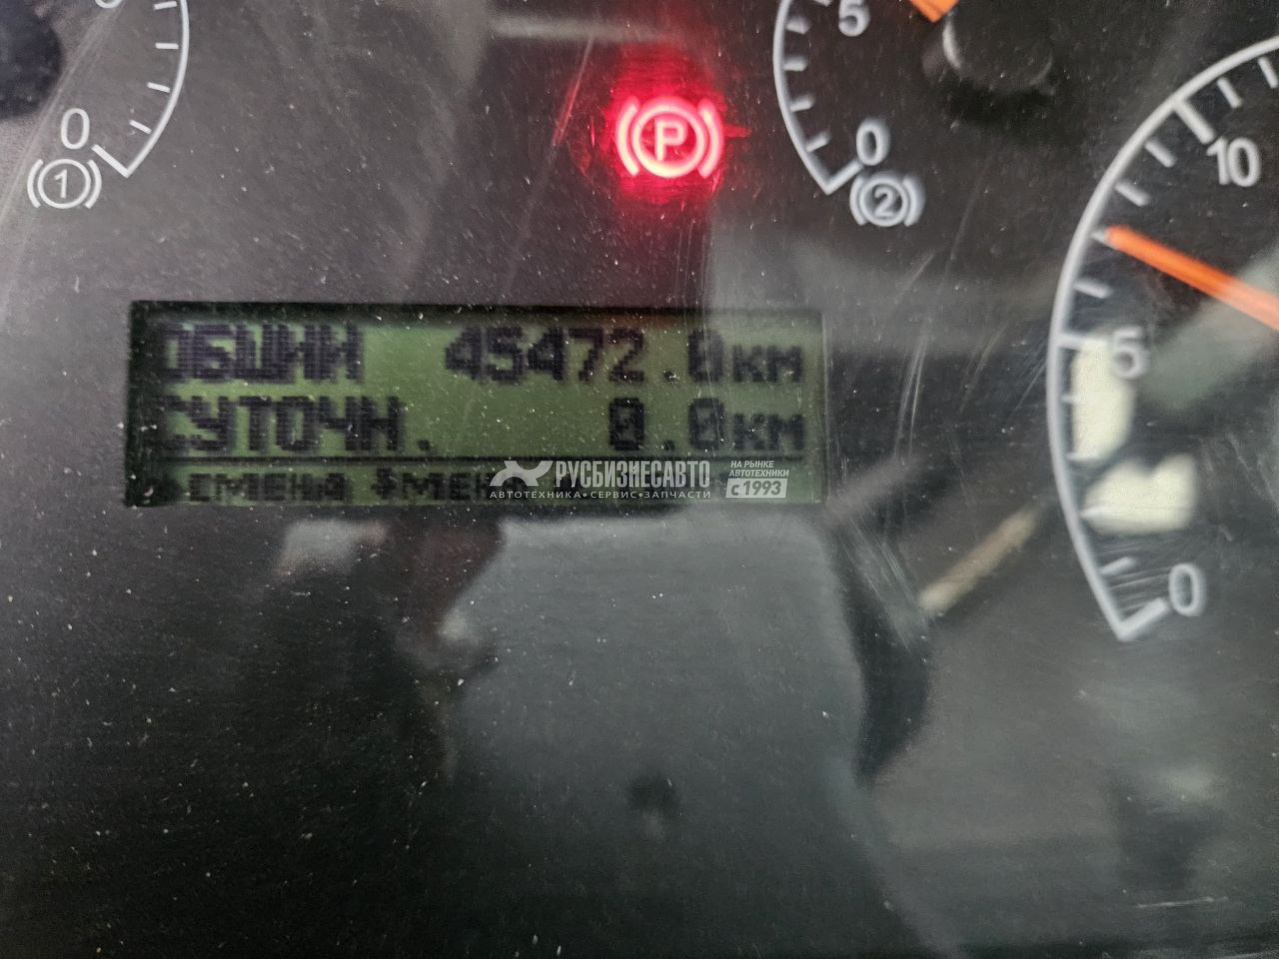 0
1
P
5
0
2
10
5
0
ОБЩИЙ 45472.0км
СУТОЧН. 0.0км
смена
РУСБИЗНЕСАВТО
АВТОТЕХНИКА•СЕРВИС•ЗАПЧАСТИ
НА РЫНКЕ
АВТОТЕХНИКИ
с 1993